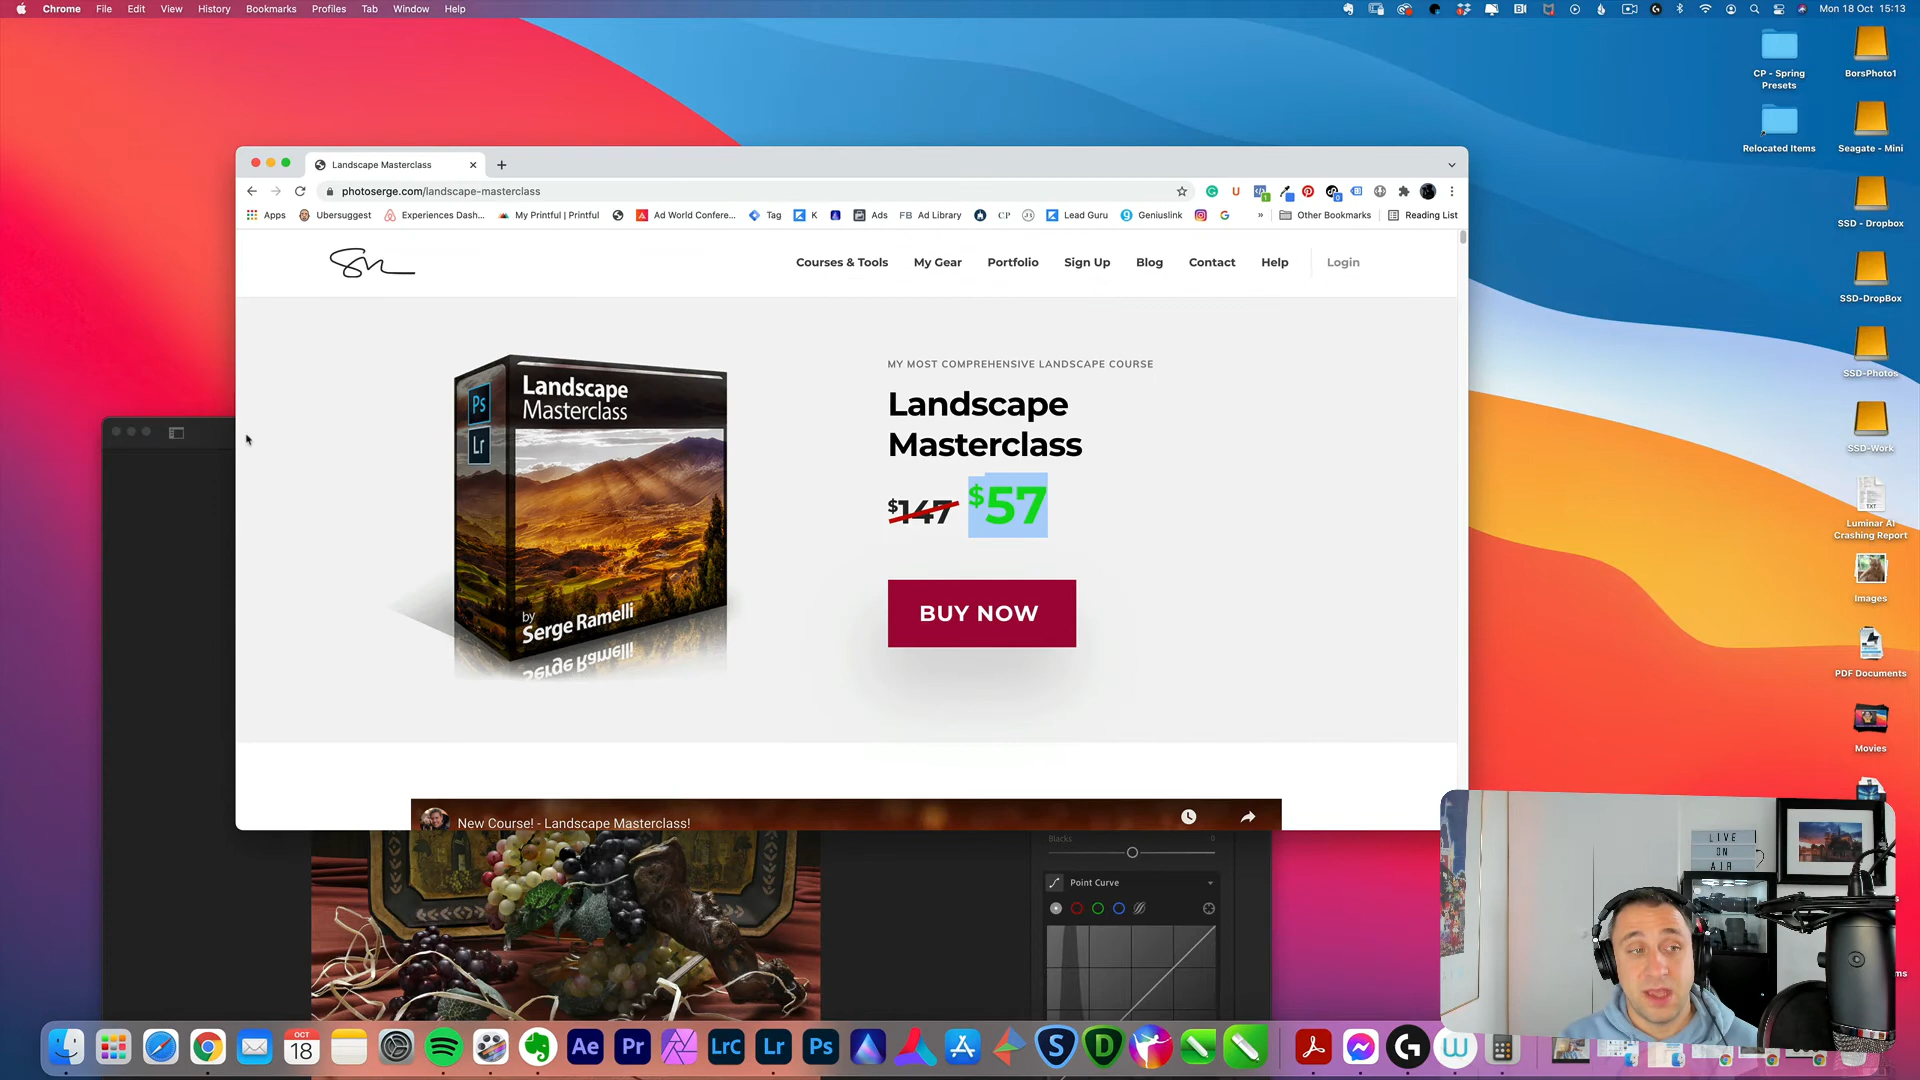 Chrome File Edit View History Bookmarks Profiles Tab Window Help
Mon 18 Oct 15:13
CP - Spring
Presets
BorsPhoto1
Relocated Items
Seagate - Mini
SSD - Dropbox
SSD-DropBox
SSD-Photos
SSD-Work
TXT
Luminar AI
Crashing Report
Images
PDF Documents
Movies
Landscape Masterclass
photoserge.com/landscape-masterclass
Apps Ubersuggest Experiences Dash... My Printful | Printful Ad World Confere... Tag K Ads FB Ad Library CP Lead Guru Geniuslink » Other Bookmarks Reading List
Courses & Tools My Gear Portfolio Sign Up Blog Contact Help Login
Ps
Lr
Landscape
Masterclass
by
Serge Ramelli
MY MOST COMPREHENSIVE LANDSCAPE COURSE
Landscape
Masterclass
$147 $57
BUY NOW
New Course! - Landscape Masterclass!
Blacks 0
Point Curve
LIVE
ON
AIR
OCT
18
Ae Pr LrC Lr Ps